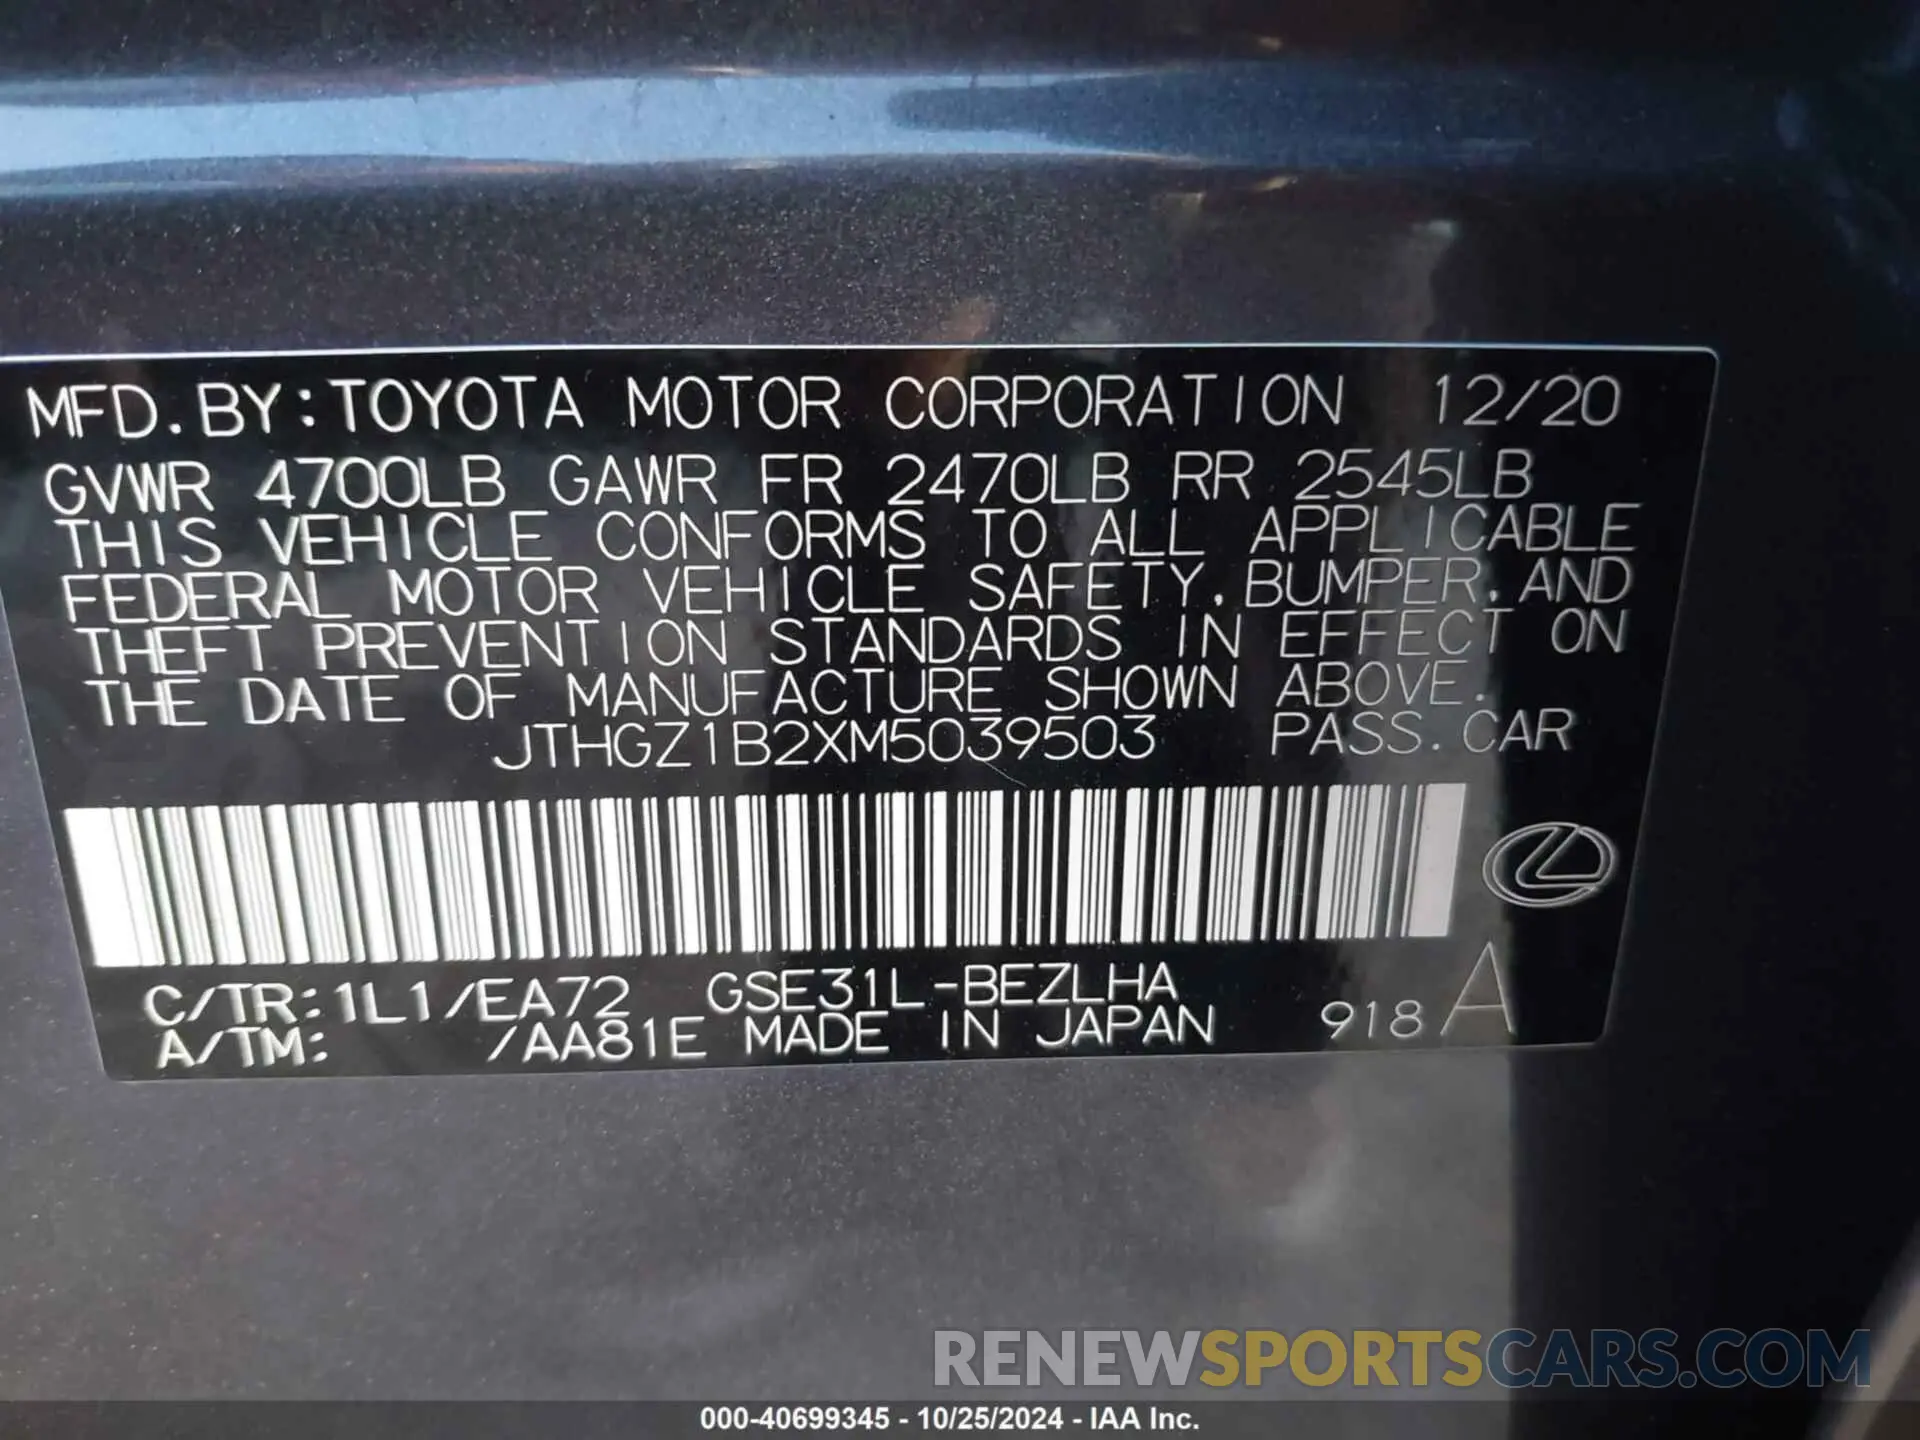 MFD. BY: TOYOTA MOTOR CORPORATION 12/20
GVWR 4700LB GAWR FR 2470LB RR 2545LB
THIS VEHICLE CONFORMS TO ALL APPLICABLE
FEDERAL MOTOR VEHICLE SAFETY, BUMPER, AND
THEFT PREVENTION STANDARDS IN EFFECT ON
THE DATE OF MANUFACTURE SHOWN ABOVE.
JTHGZ1B2XM5039503 PASS. CAR
C/TR: 1L1/EA72 GSE31L-BEZLHA
A/TM: /AA81E MADE IN JAPAN 918 A
RENEWSPORTSCARS.COM
000-40699345 - 10/25/2024 - IAA Inc.